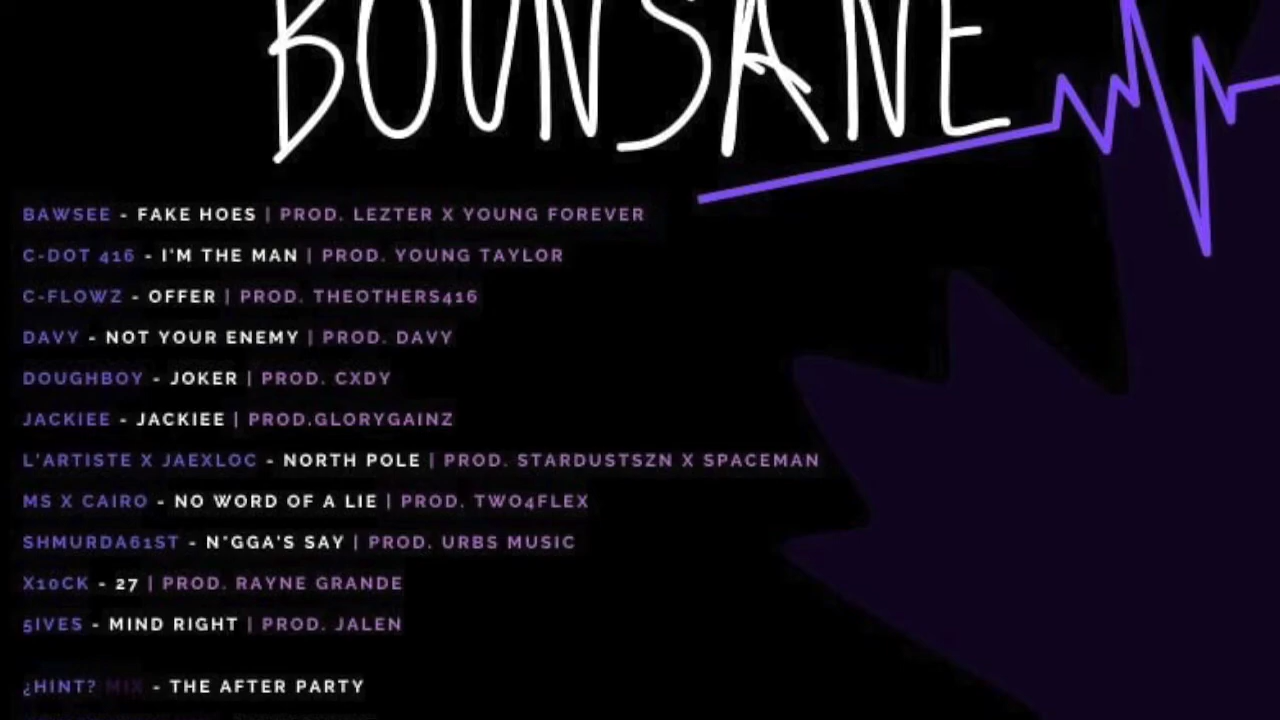 BOUNSANE
BAWSEE - FAKE HOES | PROD. LEZTER X YOUNG FOREVER
C-DOT 416 - I'M THE MAN | PROD. YOUNG TAYLOR
C-FLOWZ - OFFER | PROD. THEOTHERS416
DAVY - NOT YOUR ENEMY | PROD. DAVY
DOUGHBOY - JOKER | PROD. CXDY
JACKIEE - JACKIEE | PROD.GLORYGAINZ
L'ARTISTE X JAEXLOC - NORTH POLE | PROD. STARDUSTSZN X SPACEMAN
MS X CAIRO - NO WORD OF A LIE | PROD. TWO4FLEX
SHMURDA61ST - N*GGA'S SAY | PROD. URBS MUSIC
X10CK - 27 | PROD. RAYNE GRANDE
5IVES - MIND RIGHT | PROD. JALEN
¿HINT? MIX - THE AFTER PARTY